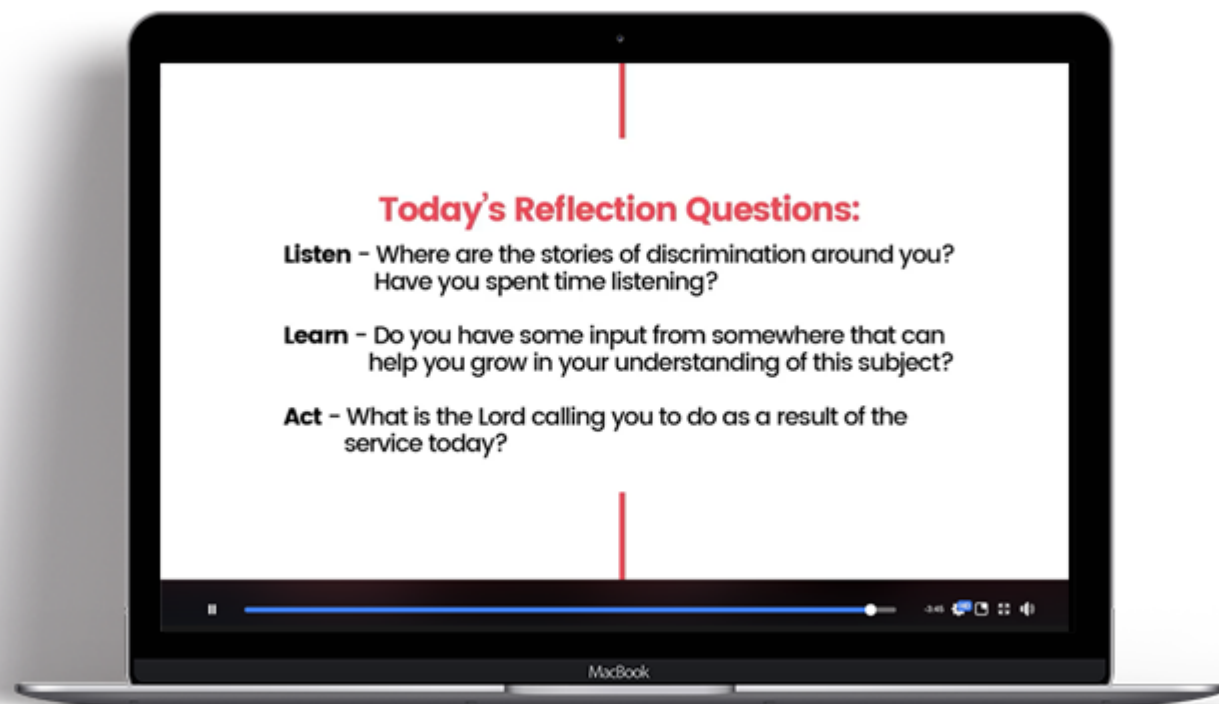 Today's Reflection Questions:
Listen - Where are the stories of discrimination around you?
Have you spent time listening?
Learn - Do you have some input from somewhere that can
help you grow in your understanding of this subject?
Act - What is the Lord calling you to do as a result of the
service today?
-3:45
MacBook